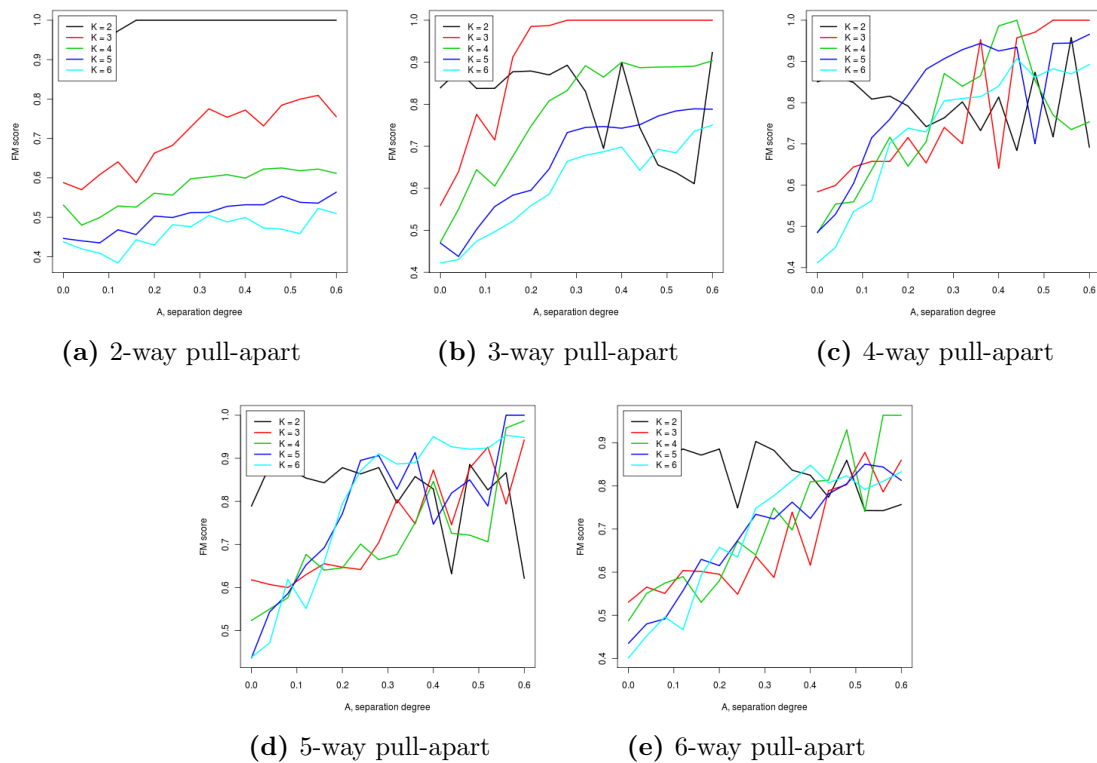 K = 2
K = 3
K = 4
K = 5
K = 6
FM score
0.4 0.5 0.6 0.7 0.8 0.9 1.0
0.0 0.1 0.2 0.3 0.4 0.5 0.6
A, separation degree
(a) 2-way pull-apart
K = 2
K = 3
K = 4
K = 5
K = 6
FM score
0.4 0.5 0.6 0.7 0.8 0.9 1.0
0.0 0.1 0.2 0.3 0.4 0.5 0.6
A, separation degree
(b) 3-way pull-apart
K = 2
K = 3
K = 4
K = 5
K = 6
FM score
0.4 0.5 0.6 0.7 0.8 0.9 1.0
0.0 0.1 0.2 0.3 0.4 0.5 0.6
A, separation degree
(c) 4-way pull-apart
K = 2
K = 3
K = 4
K = 5
K = 6
FM score
0.5 0.6 0.7 0.8 0.9 1.0
0.0 0.1 0.2 0.3 0.4 0.5 0.6
A, separation degree
(d) 5-way pull-apart
K = 2
K = 3
K = 4
K = 5
K = 6
FM score
0.4 0.5 0.6 0.7 0.8 0.9
0.0 0.1 0.2 0.3 0.4 0.5 0.6
A, separation degree
(e) 6-way pull-apart